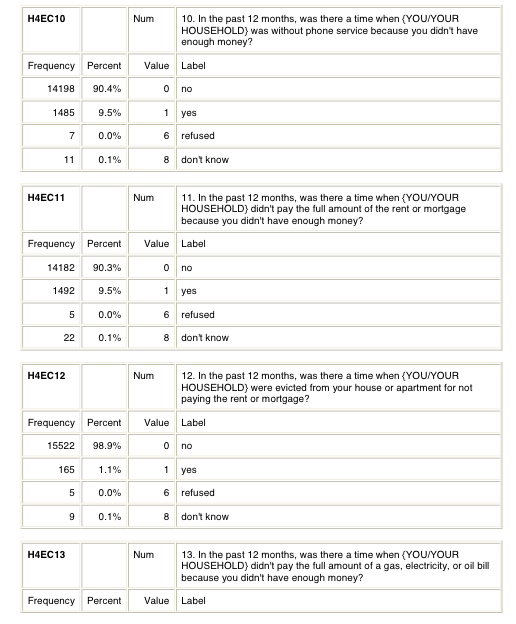 H4EC10 Num 10. In the past 12 months, was there a time when {YOU/YOUR
HOUSEHOLD} was without phone service because you didn't have
enough money?
Frequency Percent Value Label
14198 90.4% 0 no
1485 9.5% 1 yes
7 0.0% 6 refused
11 0.1% 8 don't know
H4EC11 Num 11. In the past 12 months, was there a time when {YOU/YOUR
HOUSEHOLD} didn't pay the full amount of the rent or mortgage
because you didn't have enough money?
Frequency Percent Value Label
14182 90.3% 0 no
1492 9.5% 1 yes
5 0.0% 6 refused
22 0.1% 8 don't know
H4EC12 Num 12. In the past 12 months, was there a time when {YOU/YOUR
HOUSEHOLD} were evicted from your house or apartment for not
paying the rent or mortgage?
Frequency Percent Value Label
15522 98.9% 0 no
165 1.1% 1 yes
5 0.0% 6 refused
9 0.1% 8 don't know
H4EC13 Num 13. In the past 12 months, was there a time when {YOU/YOUR
HOUSEHOLD} didn't pay the full amount of a gas, electricity, or oil bill
because you didn't have enough money?
Frequency Percent Value Label